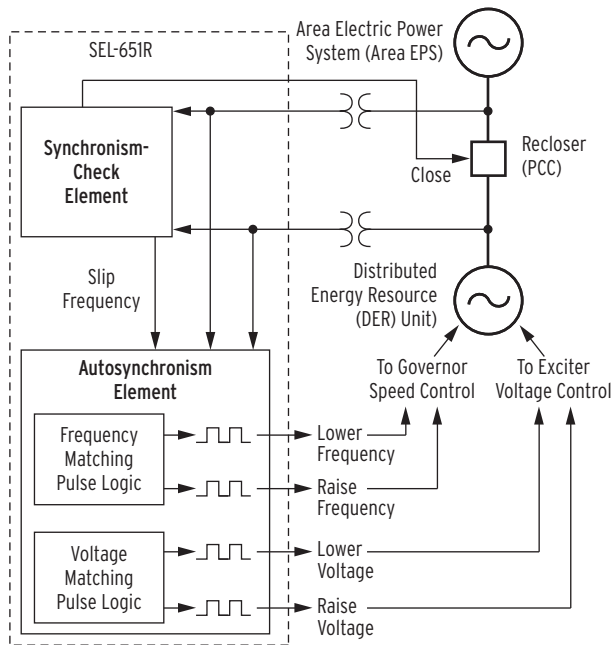 Area Electric Power
System (Area EPS)
SEL-651R
Synchronism-
Check
Element
Recloser
(PCC)
Close
Slip
Frequency
Distributed
Energy Resource
(DER) Unit)
Autosynchronism
Element
To Governor
Speed Control
To Exciter
Voltage Control
Frequency
Matching
Pulse Logic
Lower
Frequency
Raise
Frequency
Voltage
Matching
Pulse Logic
Lower
Voltage
Raise
Voltage